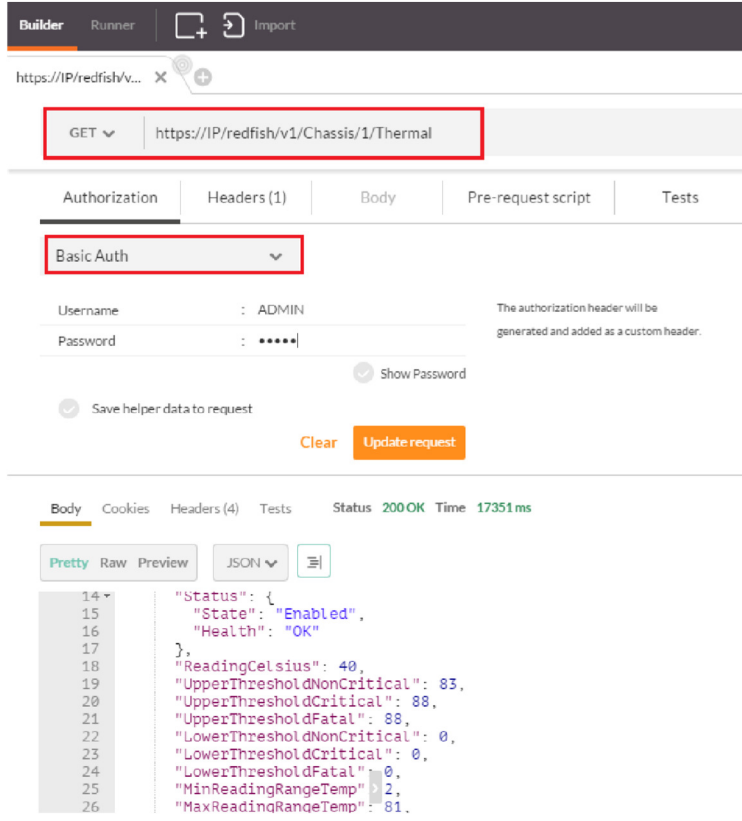 Builder Runner Import
https://IP/redfish/v...
GET https://IP/redfish/v1/Chassis/1/Thermal
Authorization Headers (1) Body Pre-request script Tests
Basic Auth
Username : ADMIN The authorization header will be
Password : ••••• generated and added as a custom header.
Show Password
Save helper data to request
Clear Update request
Body Cookies Headers (4) Tests Status 200 OK Time 17351 ms
Pretty Raw Preview JSON
14 "Status": {
15 "State": "Enabled",
16 "Health": "OK"
17 },
18 "ReadingCelsius": 40,
19 "UpperThresholdNonCritical": 83,
20 "UpperThresholdCritical": 88,
21 "UpperThresholdFatal": 88,
22 "LowerThresholdNonCritical": 0,
23 "LowerThresholdCritical": 0,
24 "LowerThresholdFatal": 0,
25 "MinReadingRangeTemp" 2,
26 "MaxReadingRangeTemp": 81,